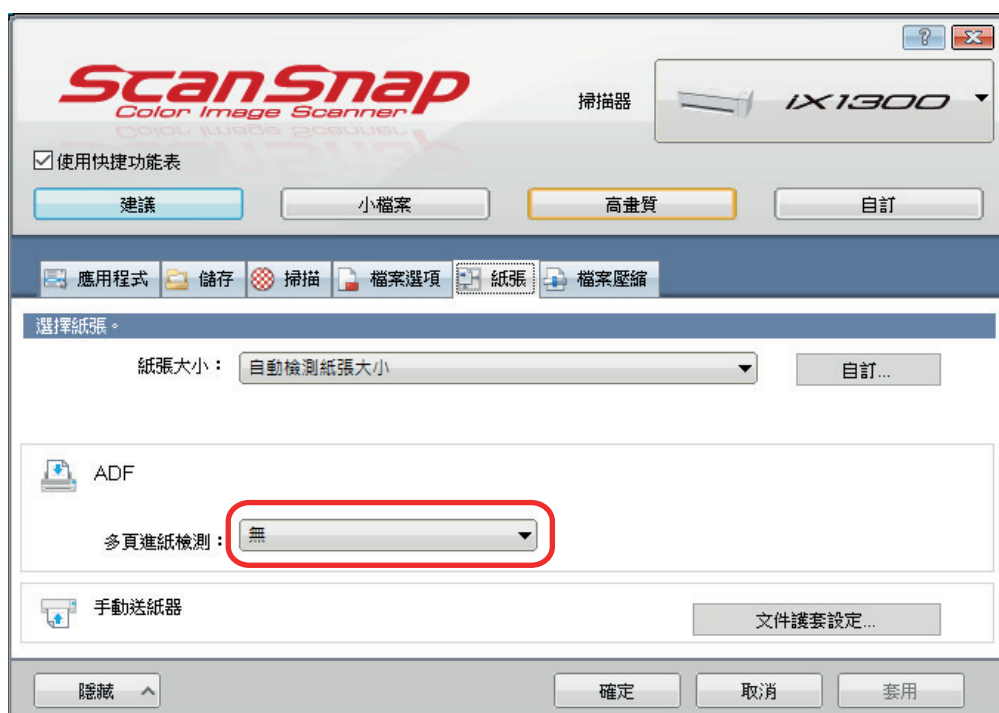 ScanSnap
Color Image Scanner
掃描器
iX1300
使用快捷功能表
建議
小檔案
高畫質
自訂
應用程式
儲存
掃描
檔案選項
紙張
檔案壓縮
選擇紙張。
紙張大小：
自動檢測紙張大小
自訂...
ADF
多頁進紙檢測：
無
手動送紙器
文件護套設定...
隱藏
確定
取消
套用